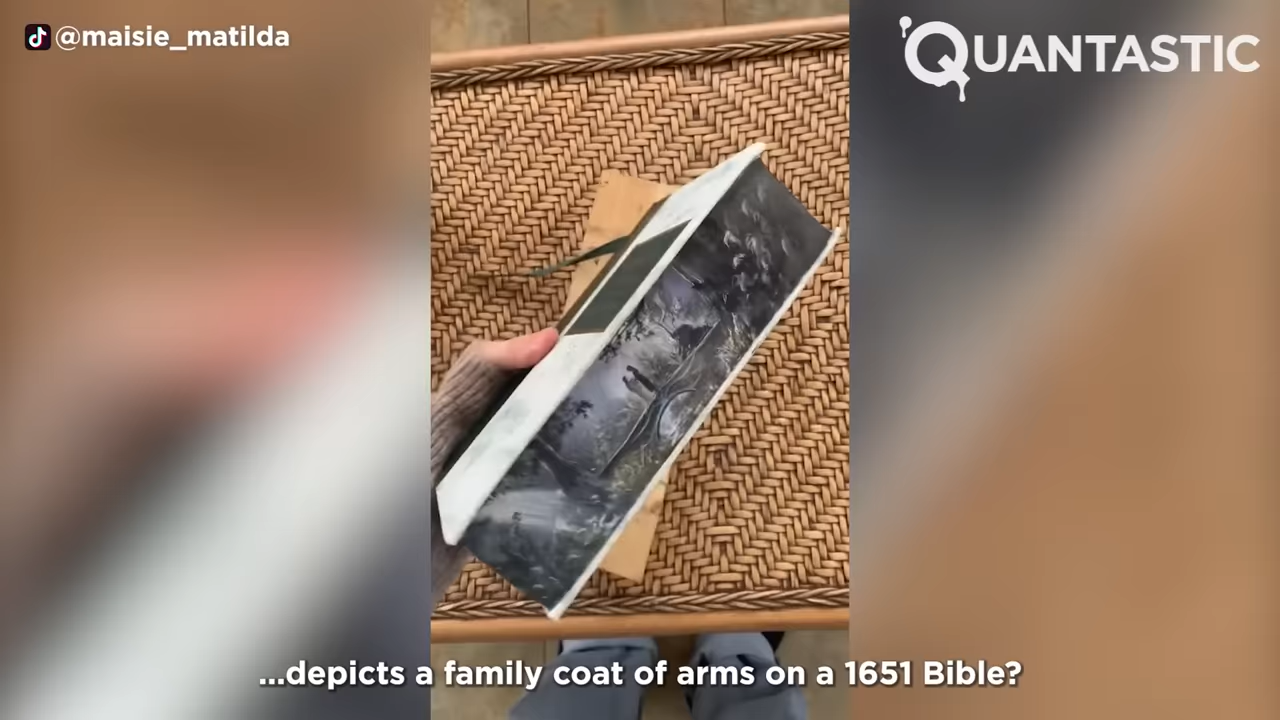 @maisie_matilda
QUANTASTIC
...depicts a family coat of arms on a 1651 Bible?